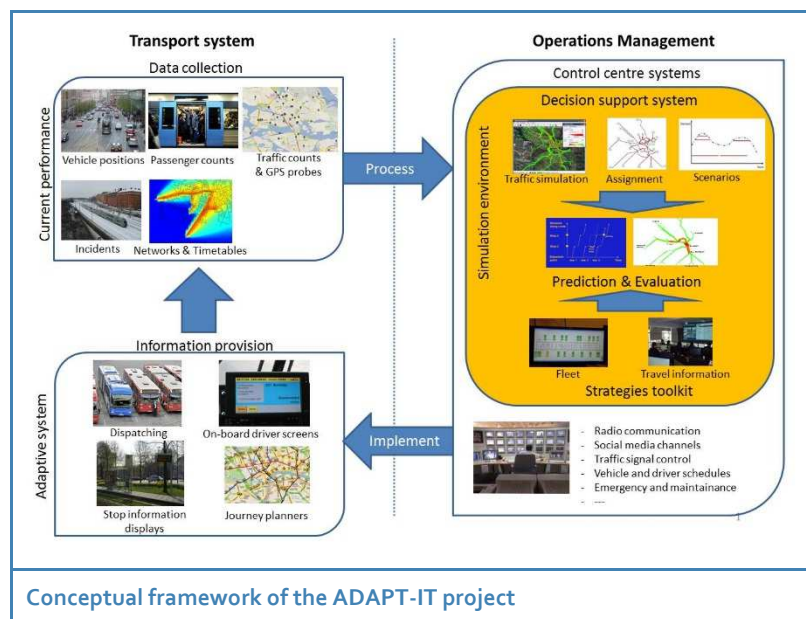 Transport system
Operations Management
Data collection
Current performance
Vehicle positions
Passenger counts
Traffic counts
& GPS probes
Incidents
Networks & Timetables
Process
Control centre systems
Decision support system
Simulation environment
Traffic simulation
Assignment
Scenarios
Prediction & Evaluation
Fleet
Travel information
Strategies toolkit
- Radio communication
- Social media channels
- Traffic signal control
- Vehicle and driver schedules
- Emergency and maintainance
- ----
Implement
Information provision
Adaptive system
Dispatching
On-board driver screens
Stop information
displays
Journey planners
1
Conceptual framework of the ADAPT-IT project